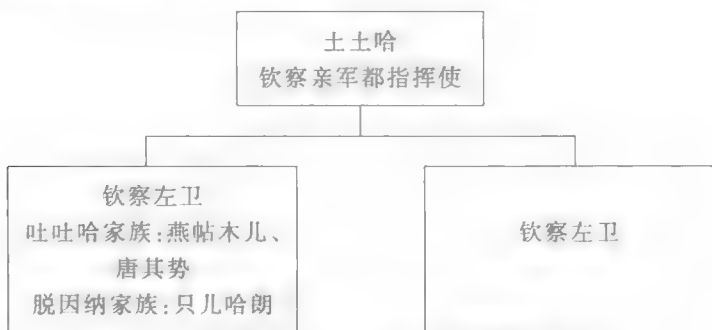 土土哈
钦察亲军都指挥使
钦察左卫
吐吐哈家族:燕帖木儿、
唐其势
脱因纳家族:只儿哈朗
钦察左卫